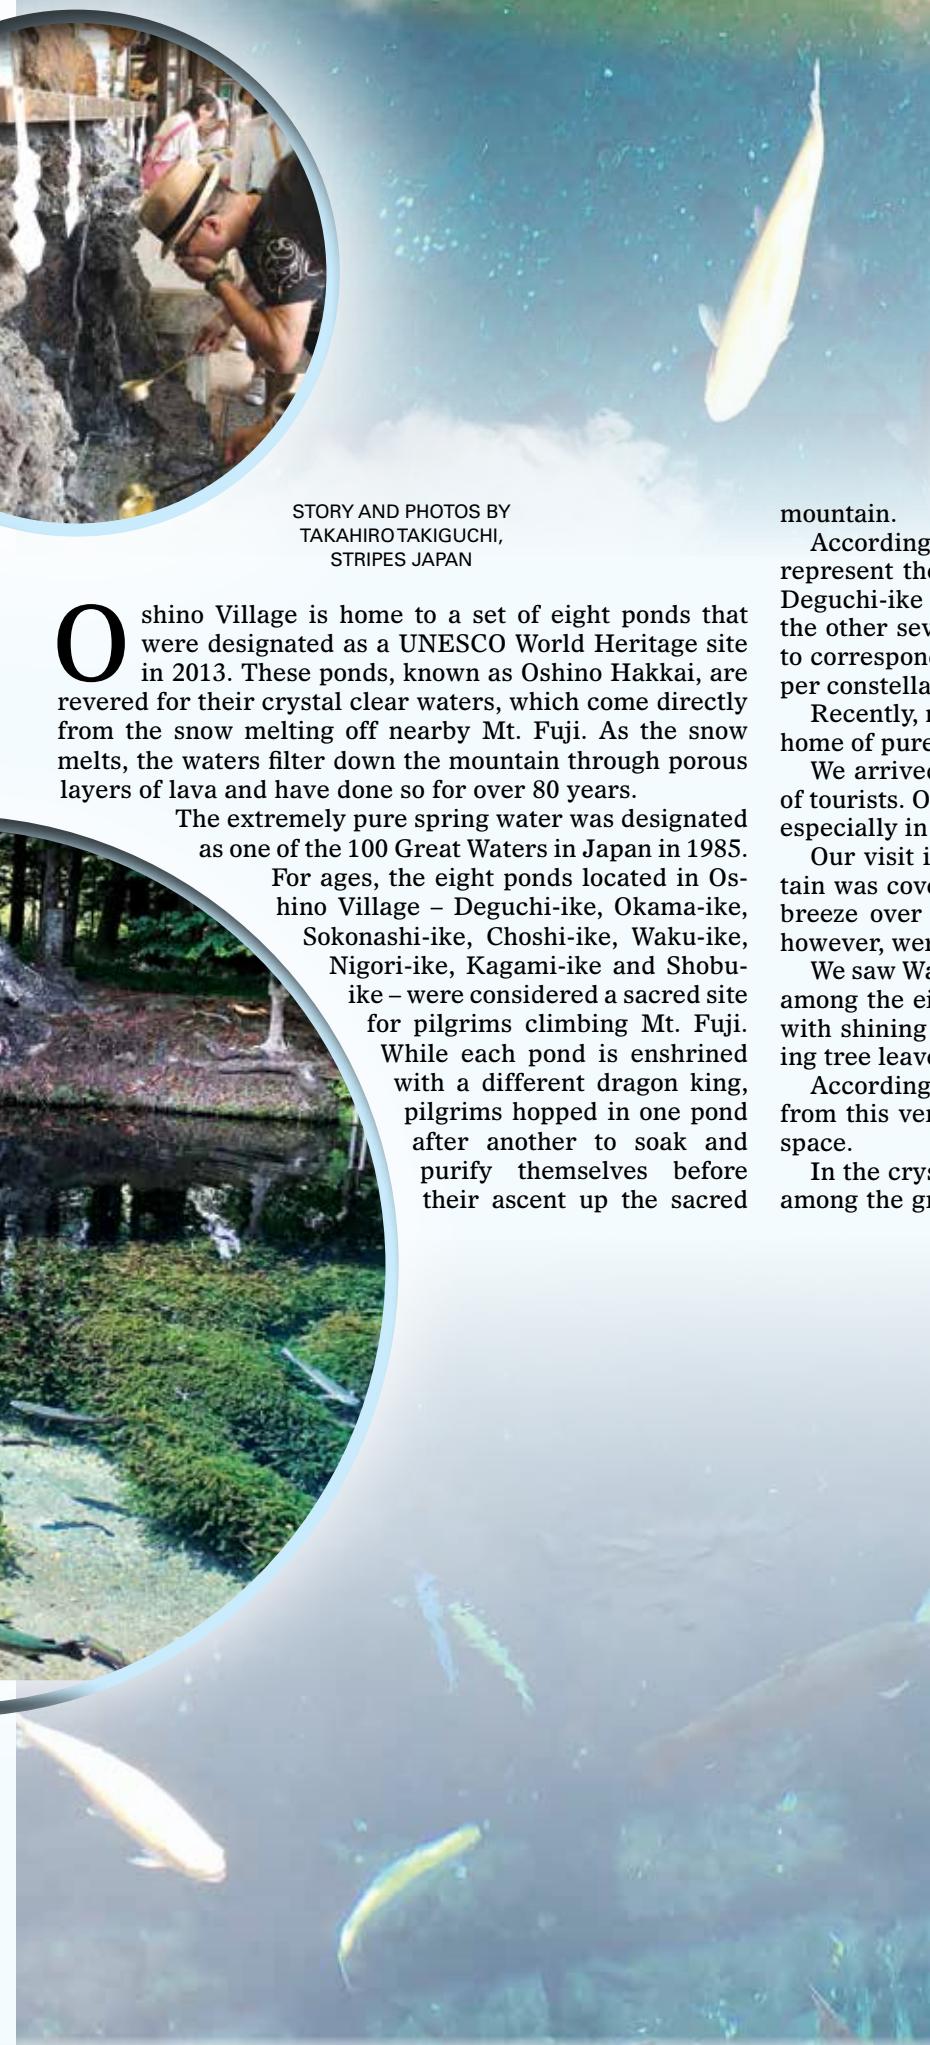 STORY AND PHOTOS BY
TAKAHIRO TAKIGUCHI,
STRIPES JAPAN
Oshino Village is home to a set of eight ponds that
were designated as a UNESCO World Heritage site
in 2013. These ponds, known as Oshino Hakkai, are
revered for their crystal clear waters, which come directly
from the snow melting off nearby Mt. Fuji. As the snow
melts, the waters filter down the mountain through porous
layers of lava and have done so for over 80 years.
The extremely pure spring water was designated
as one of the 100 Great Waters in Japan in 1985.
For ages, the eight ponds located in Os-
hino Village – Deguchi-ike, Okama-ike,
Sokonashi-ike, Choshi-ike, Waku-ike,
Nigori-ike, Kagami-ike and Shobu-
ike – were considered a sacred site
for pilgrims climbing Mt. Fuji.
While each pond is enshrined
with a different dragon king,
pilgrims hopped in one pond
after another to soak and
purify themselves before
their ascent up the sacred
mountain.
According
represent the
Deguchi-ike
the other sev
to correspond
per constella
Recently,
home of pure
We arrived
of tourists. O
especially in
Our visit i
tain was cove
breeze over
however, wer
We saw Wa
among the ei
with shining
ing tree leave
According
from this ver
space.
In the crys
among the gr